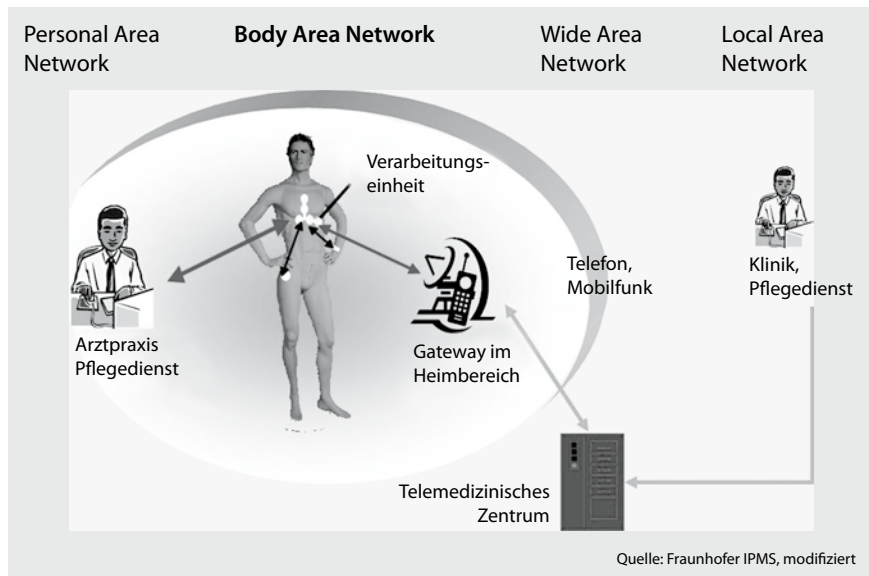 Personal Area
Network
Body Area Network
Wide Area
Network
Local Area
Network
Verarbeitungs-
einheit
Arztpraxis
Pflegedienst
Gateway im
Heimbereich
Telefon,
Mobilfunk
Klinik,
Pflegedienst
Telemedizinisches
Zentrum
Quelle: Fraunhofer IPMS, modifiziert